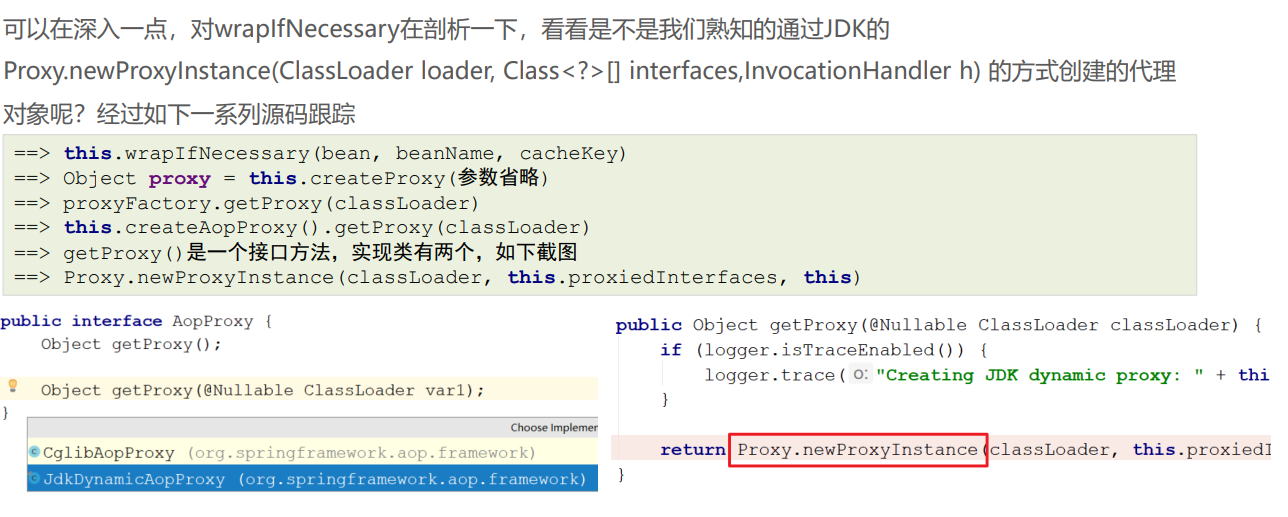 可以在深入一点，对wrapIfNecessary在剖析一下，看看是不是我们熟知的通过JDK的
Proxy.newProxyInstance(ClassLoader loader, Class<?>[] interfaces,InvocationHandler h) 的方式创建的代理
对象呢？经过如下一系列源码跟踪
==> this.wrapIfNecessary(bean, beanName, cacheKey)
==> Object proxy = this.createProxy(参数省略)
==> proxyFactory.getProxy(classLoader)
==> this.createAopProxy().getProxy(classLoader)
==> getProxy()是一个接口方法，实现类有两个，如下截图
==> Proxy.newProxyInstance(classLoader, this.proxiedInterfaces, this)
public interface AopProxy {
Object getProxy();
Object getProxy(@Nullable ClassLoader var1);
}
Choose Implemen
CglibAopProxy (org.springframework.aop.framework)
JdkDynamicAopProxy (org.springframework.aop.framework)
public Object getProxy(@Nullable ClassLoader classLoader) {
if (logger.isTraceEnabled()) {
logger.trace( o: "Creating JDK dynamic proxy: " + thi
}
return Proxy.newProxyInstance(classLoader, this.proxiedI
}